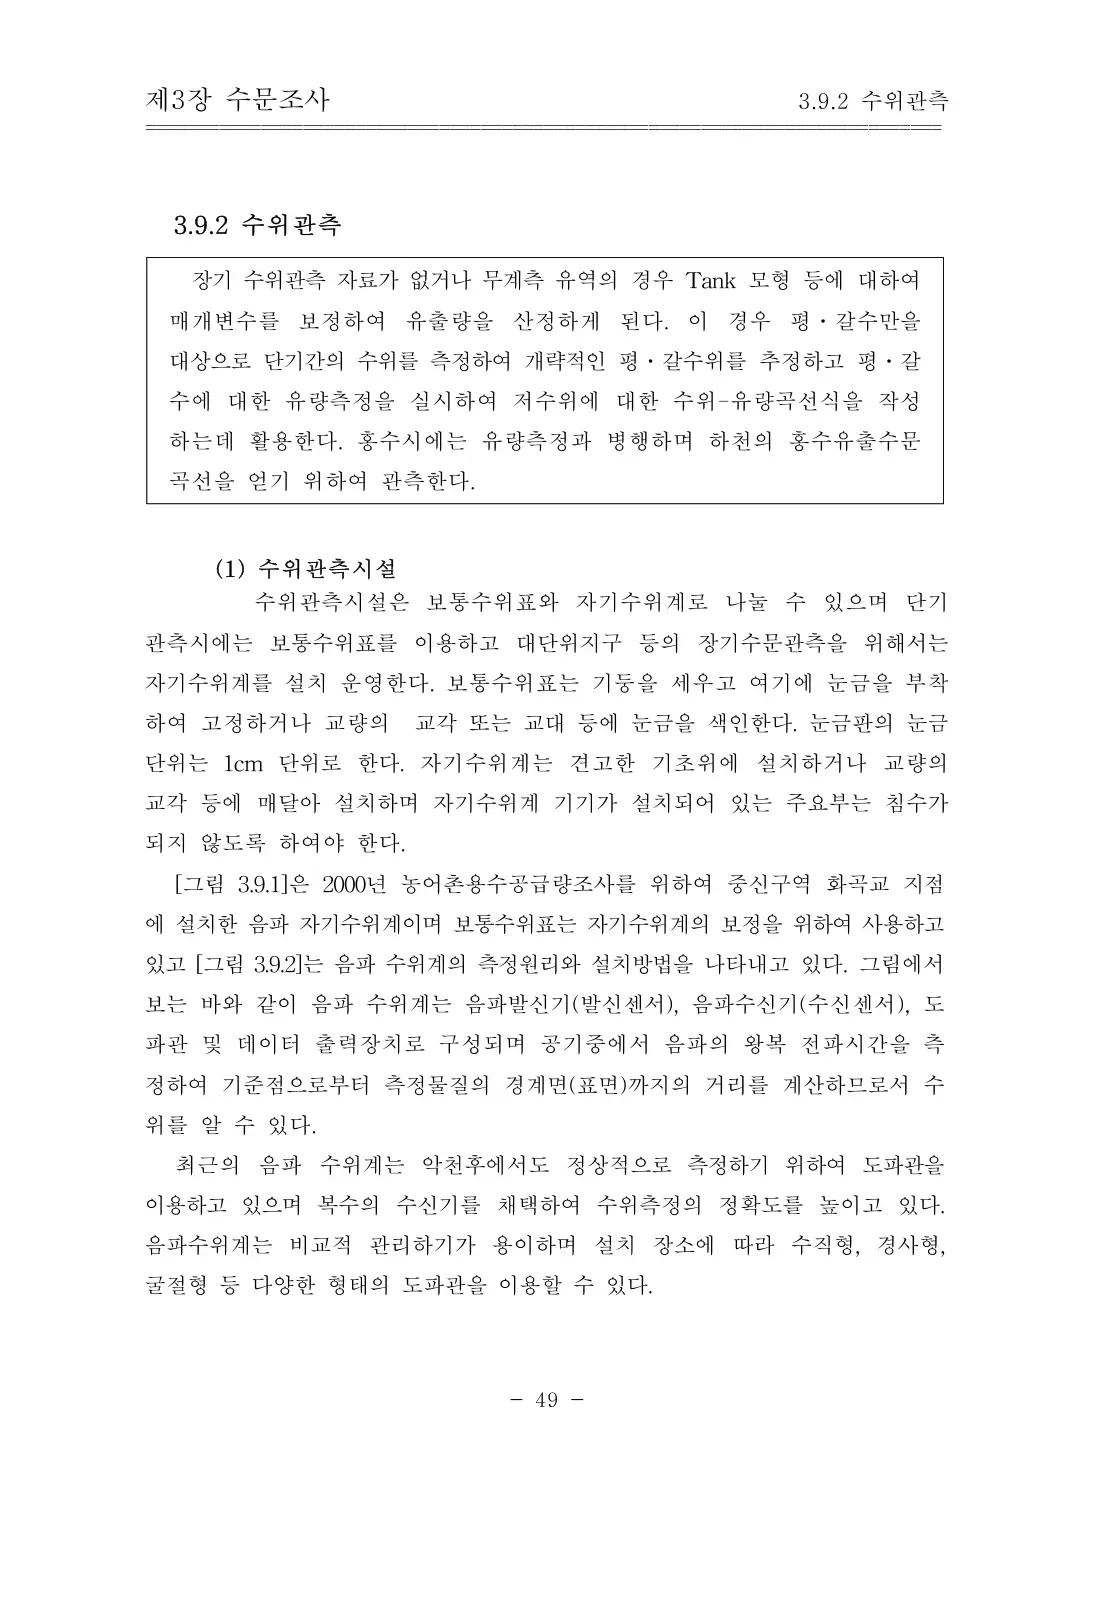 제3장 수문조사 3.9.2 수위관측
3.9.2 수위관측
장기 수위관측 자료가 없거나 무계측 유역의 경우 Tank 모형 등에 대하여
매개변수를 보정하여 유출량을 산정하게 된다. 이 경우 평·갈수만을
대상으로 단기간의 수위를 측정하여 개략적인 평·갈수위를 추정하고 평·갈
수에 대한 유량측정을 실시하여 저수위에 대한 수위-유량곡선식을 작성
하는데 활용한다. 홍수시에는 유량측정과 병행하며 하천의 홍수유출수문
곡선을 얻기 위하여 관측한다.
(1) 수위관측시설
수위관측시설은 보통수위표와 자기수위계로 나눌 수 있으며 단기
관측시에는 보통수위표를 이용하고 대단위지구 등의 장기수문관측을 위해서는
자기수위계를 설치 운영한다. 보통수위표는 기둥을 세우고 여기에 눈금을 부착
하여 고정하거나 교량의 교각 또는 교대 등에 눈금을 색인한다. 눈금판의 눈금
단위는 1cm 단위로 한다. 자기수위계는 견고한 기초위에 설치하거나 교량의
교각 등에 매달아 설치하며 자기수위계 기기가 설치되어 있는 주요부는 침수가
되지 않도록 하여야 한다.
[그림 3.9.1]은 2000년 농어촌용수공급량조사를 위하여 중신구역 화곡교 지점
에 설치한 음파 자기수위계이며 보통수위표는 자기수위계의 보정을 위하여 사용하고
있고 [그림 3.9.2]는 음파 수위계의 측정원리와 설치방법을 나타내고 있다. 그림에서
보는 바와 같이 음파 수위계는 음파발신기(발신센서), 음파수신기(수신센서), 도
파관 및 데이터 출력장치로 구성되며 공기중에서 음파의 왕복 전파시간을 측
정하여 기준점으로부터 측정물질의 경계면(표면)까지의 거리를 계산하므로서 수
위를 알 수 있다.
최근의 음파 수위계는 악천후에서도 정상적으로 측정하기 위하여 도파관을
이용하고 있으며 복수의 수신기를 채택하여 수위측정의 정확도를 높이고 있다.
음파수위계는 비교적 관리하기가 용이하며 설치 장소에 따라 수직형, 경사형,
굴절형 등 다양한 형태의 도파관을 이용할 수 있다.
- 49 -